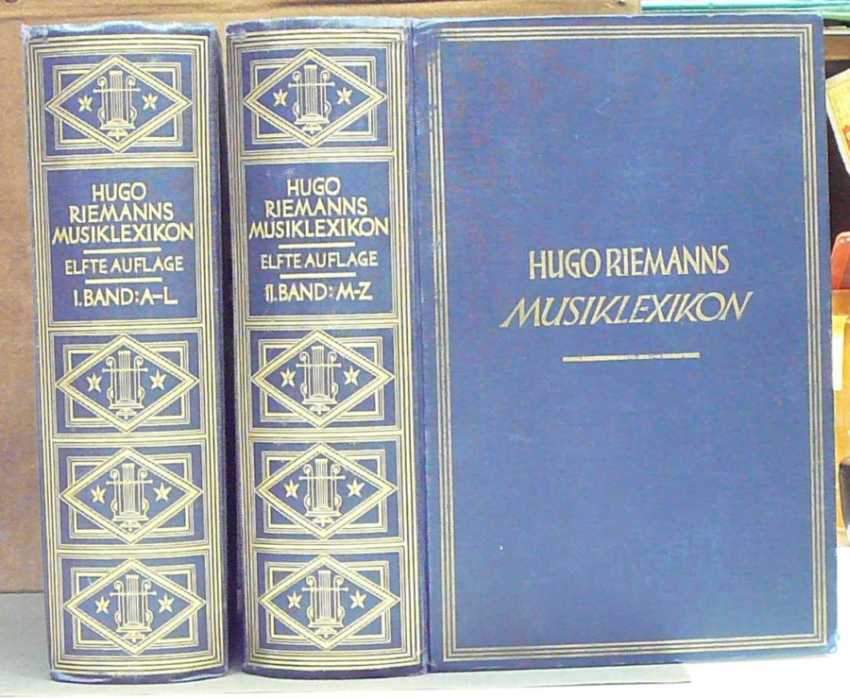 HUGO
RIEMANNS
MUSIKLEXIKON
ELFTE AUFLAGE
I. BAND: A-L
HUGO
RIEMANNS
MUSIKLEXIKON
ELFTE AUFLAGE
II. BAND: M-Z
HUGO RIEMANNS
MUSIKLEXIKON